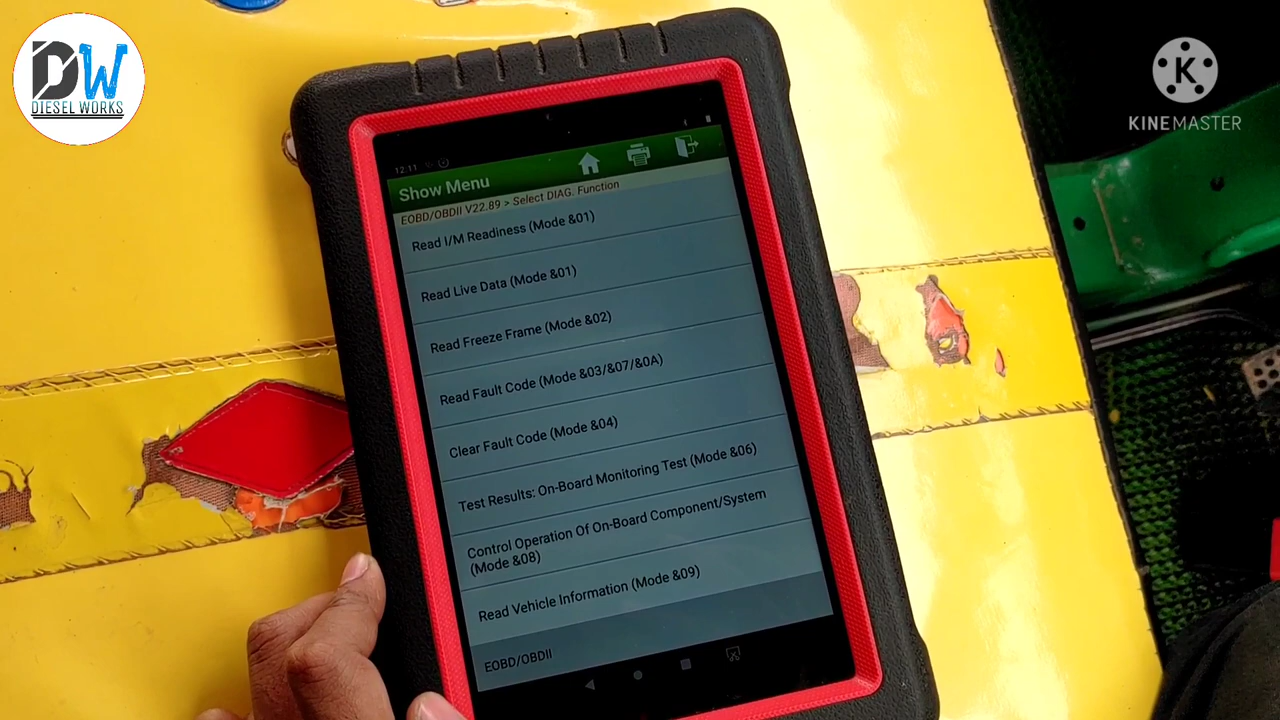 DW
DIESEL WORKS
K
KINEMASTER
12:11
Show Menu
EOBD/OBDII V22.89 > Select DIAG. Function
Read I/M Readiness (Mode &01)
Read Live Data (Mode &01)
Read Freeze Frame (Mode &02)
Read Fault Code (Mode &03/&07/&0A)
Clear Fault Code (Mode &04)
Test Results: On-Board Monitoring Test (Mode &06)
Control Operation Of On-Board Component/System
(Mode &08)
Read Vehicle Information (Mode &09)
EOBD/OBDII